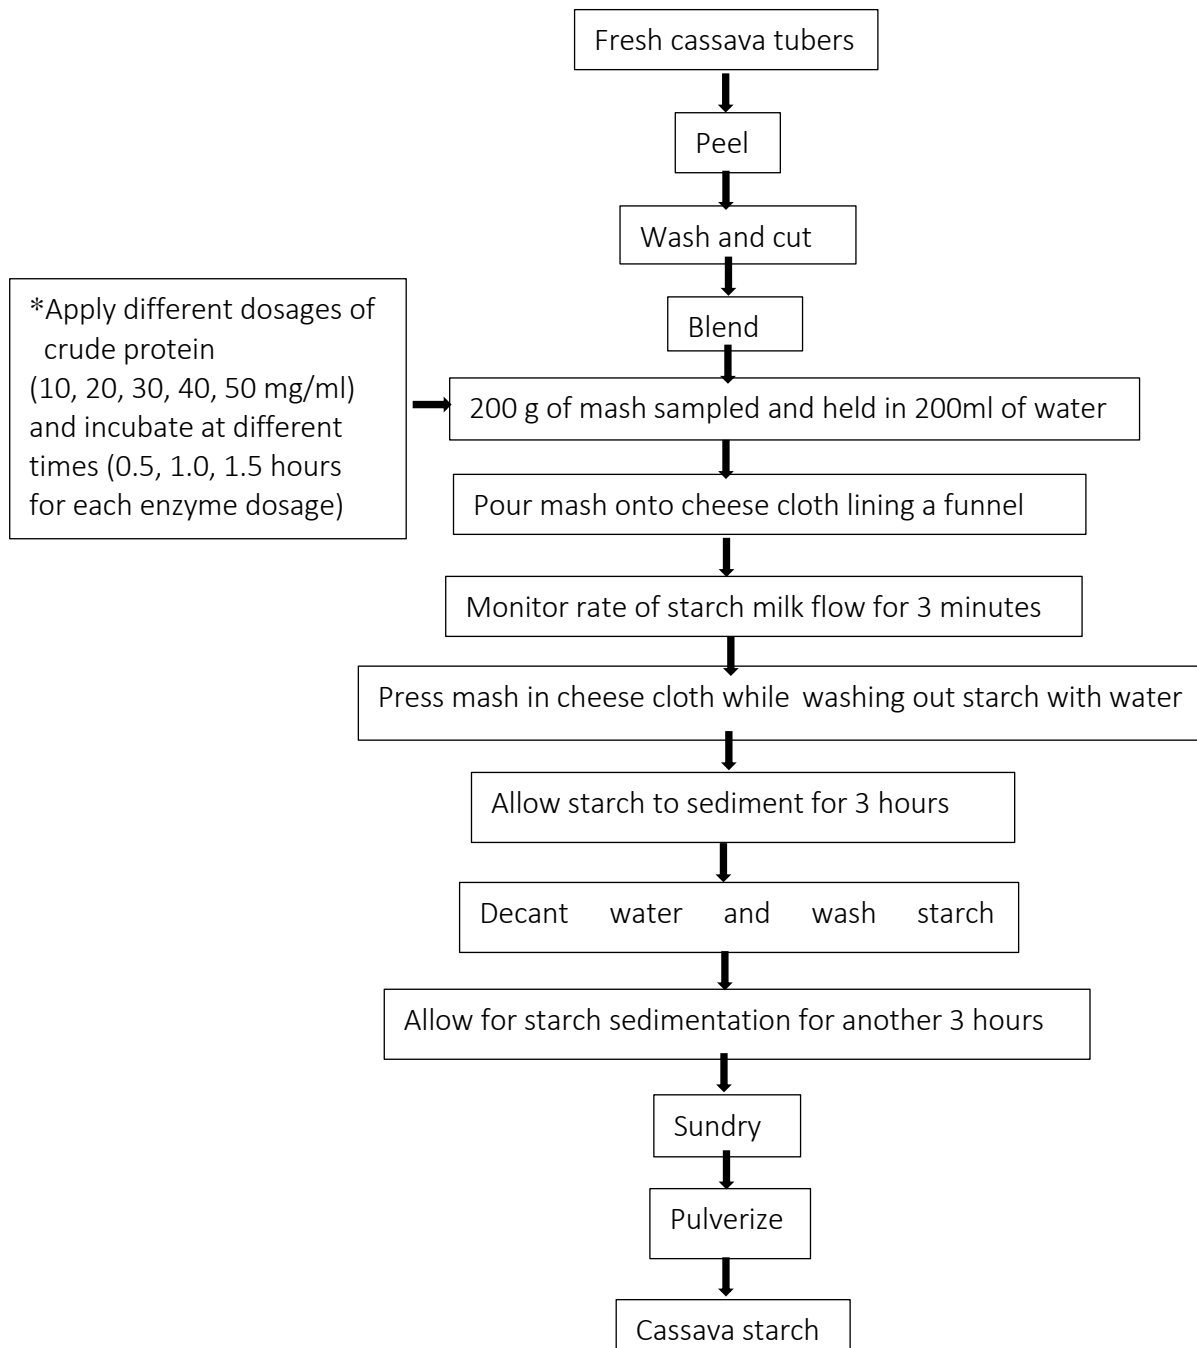 Fresh cassava tubers
Peel
Wash and cut
Blend
*Apply different dosages of
crude protein
(10, 20, 30, 40, 50 mg/ml)
and incubate at different
times (0.5, 1.0, 1.5 hours
for each enzyme dosage)
200 g of mash sampled and held in 200ml of water
Pour mash onto cheese cloth lining a funnel
Monitor rate of starch milk flow for 3 minutes
Press mash in cheese cloth while washing out starch with water
Allow starch to sediment for 3 hours
Decant water and wash starch
Allow for starch sedimentation for another 3 hours
Sundry
Pulverize
Cassava starch